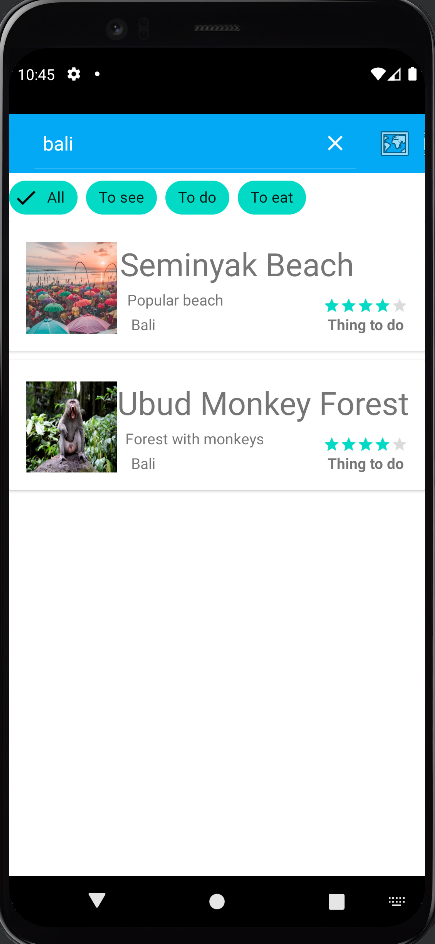 10:45
bali
All To see To do To eat
Seminyak Beach
Popular beach
Bali Thing to do
Ubud Monkey Forest
Forest with monkeys
Bali Thing to do